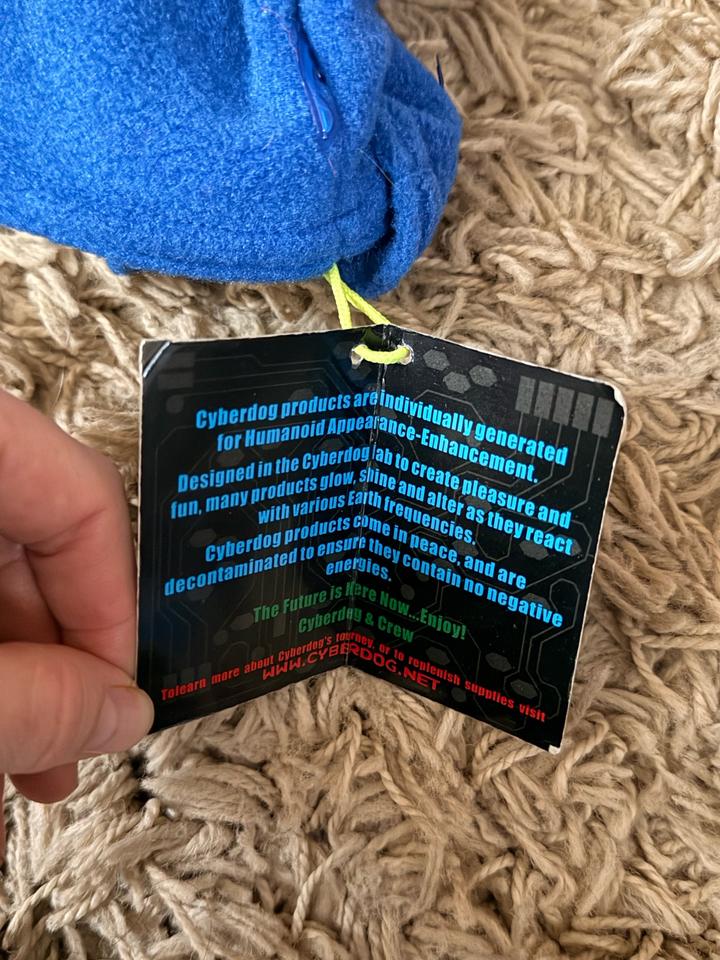 Cyberdog products are individually generated
for Humanoid Appearance-Enhancement.
Designed in the Cyberdog lab to create pleasure and
fun, many products glow, shine and alter as they react
with various Earth frequencies.
Cyberdog products come in peace, and are
decontaminated to ensure they contain no negative
energies.
The Future is Here Now...Enjoy!
Cyberdog & Crew
Tolearn more about Cyberdog's tourney, or to replenish supplies visit
WWW.CYBERDOG.NET